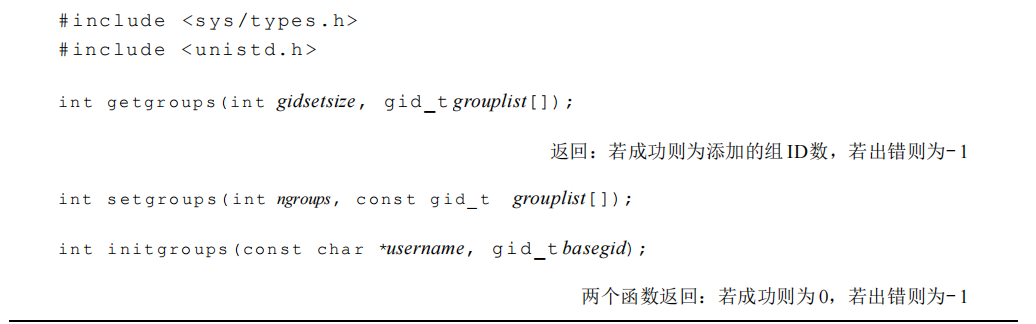 #include <sys/types.h>
#include <unistd.h>
int getgroups(int gidsetsize, gid_t grouplist[]);
返回：若成功则为添加的组ID数，若出错则为-1
int setgroups(int ngroups, const gid_t grouplist[]);
int initgroups(const char *username, gid_t basegid);
两个函数返回：若成功则为0，若出错则为-1